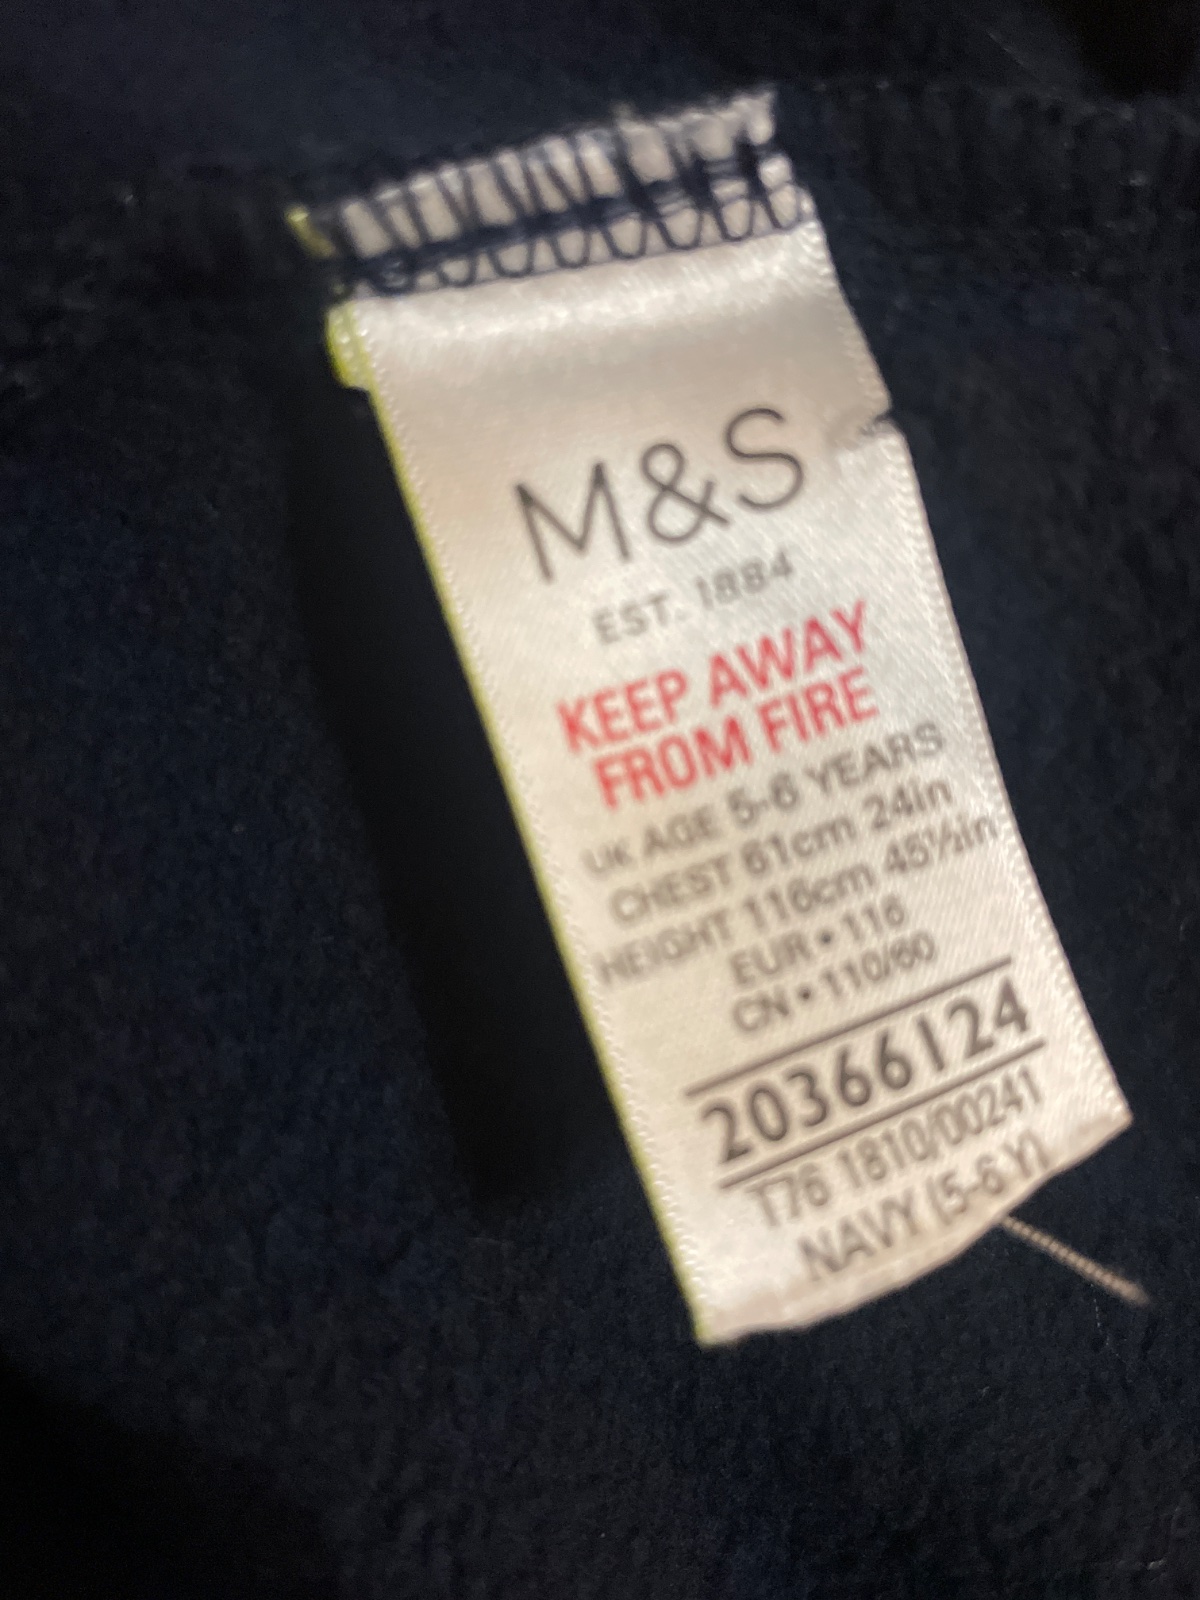 M&S
EST. 1884
KEEP AWAY
FROM FIRE
UK AGE 5-6 YEARS
CHEST 61cm 24in
HEIGHT 116cm 45½in
EUR • 116
CN • 110/60
20366124
T76 1810/00241
NAVY (5-6 Y)